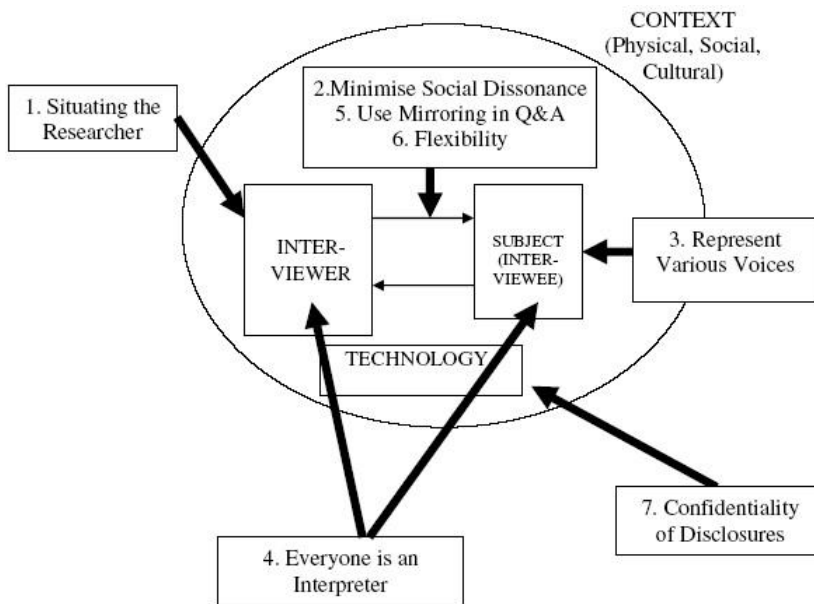 CONTEXT
(Physical, Social,
Cultural)
1. Situating the
Researcher
2.Minimise Social Dissonance
5. Use Mirroring in Q&A
6. Flexibility
INTER-
VIEWER
SUBJECT
(INTER-
VIEWEE)
3. Represent
Various Voices
TECHNOLOGY
7. Confidentiality
of Disclosures
4. Everyone is an
Interpreter